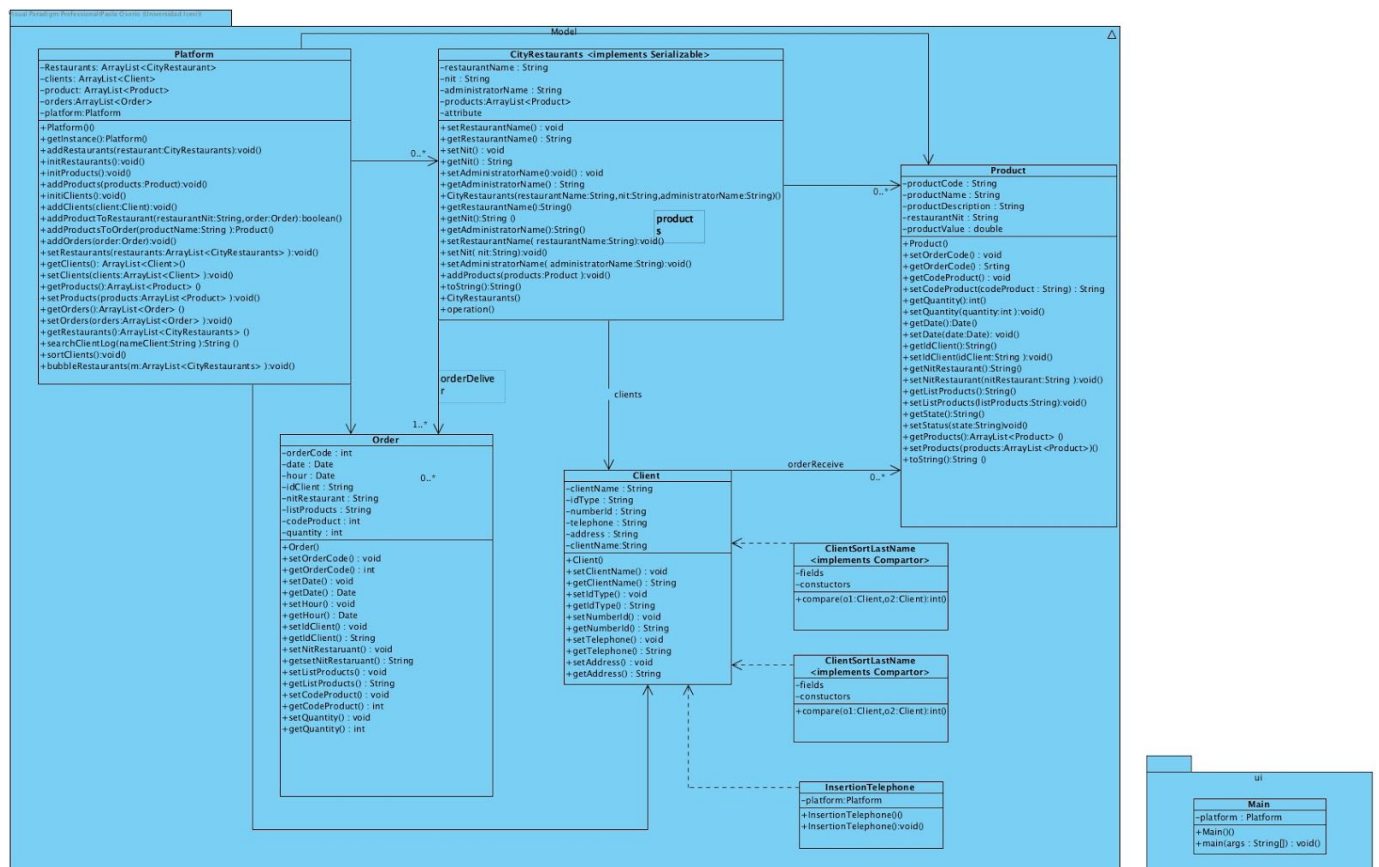 Visual Paradigm Professional(Paola Osorio (Universidad Icesi))
Model
Platform
-Restaurants: ArrayList<CityRestaurant>
-clients: ArrayList<Client>
-product: ArrayList<Product>
-orders:ArrayList<Order>
-platform:Platform
+Platform()()
+getInstance():Platform()
+addRestaurants(restaurant:CityRestaurants):void()
+initRestaurants():void()
+initProducts():void()
+addProducts(products:Product):void()
+initiClients():void()
+addClients(client:Client):void()
+addProductToRestaurant(restaurantNit:String,order:Order):boolean()
+addProductsToOrder(productName:String ):Product()
+addOrders(order:Order):void()
+setRestaurants(restaurants:ArrayList<CityRestaurants> ):void()
+getClients(): ArrayList<Client>()
+setClients(clients:ArrayList<Client> ):void()
+getProducts():ArrayList<Product> ()
+setProducts(products:ArrayList<Product> ):void()
+getOrders():ArrayList<Order> ()
+setOrders(orders:ArrayList<Order> ):void()
+getRestaurants():ArrayList<CityRestaurants> ()
+searchClientLog(nameClient:String ):String ()
+sortClients():void()
+bubbleRestaurants(m:ArrayList<CityRestaurants> ):void()
CityRestaurants <implements Serializable>
-restaurantName : String
-nit : String
-administratorName : String
-products:ArrayList<Product>
-attribute
+setRestaurantName() : void
+getRestaurantName() : String
+setNit() : void
+getNit() : String
+setAdministratorName():void() : void
+getAdministratorName() : String
+CityRestaurants(restaurantName:String,nit:String,administratorName:String)()
+getRestaurantName():String()
+getNit():String ()
+getAdministratorName():String()
+setRestaurantName( restaurantName:String):void()
+setNit( nit:String):void()
+setAdministratorName( administratorName:String):void()
+addProducts(products:Product ):void()
+toString():String()
+CityRestaurants()
+operation()
product
s
0..*
0..*
Product
-productCode : String
-productName : String
-productDescription : String
-restaurantNit : String
-productValue : double
+Product()
+setOrderCode() : void
+getOrderCode() : Srting
+getCodeProduct() : void
+setCodeProduct(codeProduct : String) : String
+getQuantity():int()
+setQuantity(quantity:int ):void()
+getDate():Date()
+setDate(date:Date): void()
+getIdClient():String()
+setIdClient(idClient:String ):void()
+getNitRestaurant():String()
+setNitRestaurant(nitRestaurant:String ):void()
+getListProducts():String()
+setListProducts(listProducts:String):void()
+getState():String()
+setStatus(state:String)void()
+getProducts():ArrayList<Product> ()
+setProducts(products:ArrayList<Product>)()
+toString():String ()
orderDelive
r
clients
1..*
Order
-orderCode : int
-date : Date
-hour : Date
-idClient : String
-nitRestaurant : String
-listProducts : String
-codeProduct : int
-quantity : int
0..*
+Order()
+setOrderCode() : void
+getOrderCode() : int
+setDate() : void
+getDate() : Date
+setHour() : void
+getHour() : Date
+setIdClient() : void
+getIdClient() : String
+setNitRestaruant() : void
+getsetNitRestaruant() : String
+setListProducts() : void
+getListProducts() : String
+setCodeProduct() : void
+getCodeProduct() : int
+setQuantity() : void
+getQuantity() : int
Client
-clientName : String
-idType : String
-numberId : String
-telephone : String
-address : String
-clientName:String
+Client()
+setClientName() : void
+getClientName() : String
+setIdType() : void
+getIdType() : String
+setNumberId() : void
+getNumberId() : String
+setTelephone() : void
+getTelephone() : String
+setAddress() : void
+getAddress() : String
orderReceive
0..*
ClientSortLastName
<implements Compartor>
-fields
-constuctors
+compare(o1:Client,o2:Client):int()
ClientSortLastName
<implements Compartor>
-fields
-constuctors
+compare(o1:Client,o2:Client):int()
InsertionTelephone
-platform:Platform
+InsertionTelephone()()
+InsertionTelephone():void()
ui
Main
-platform : Platform
+Main()()
+main(args : String[]) : void()